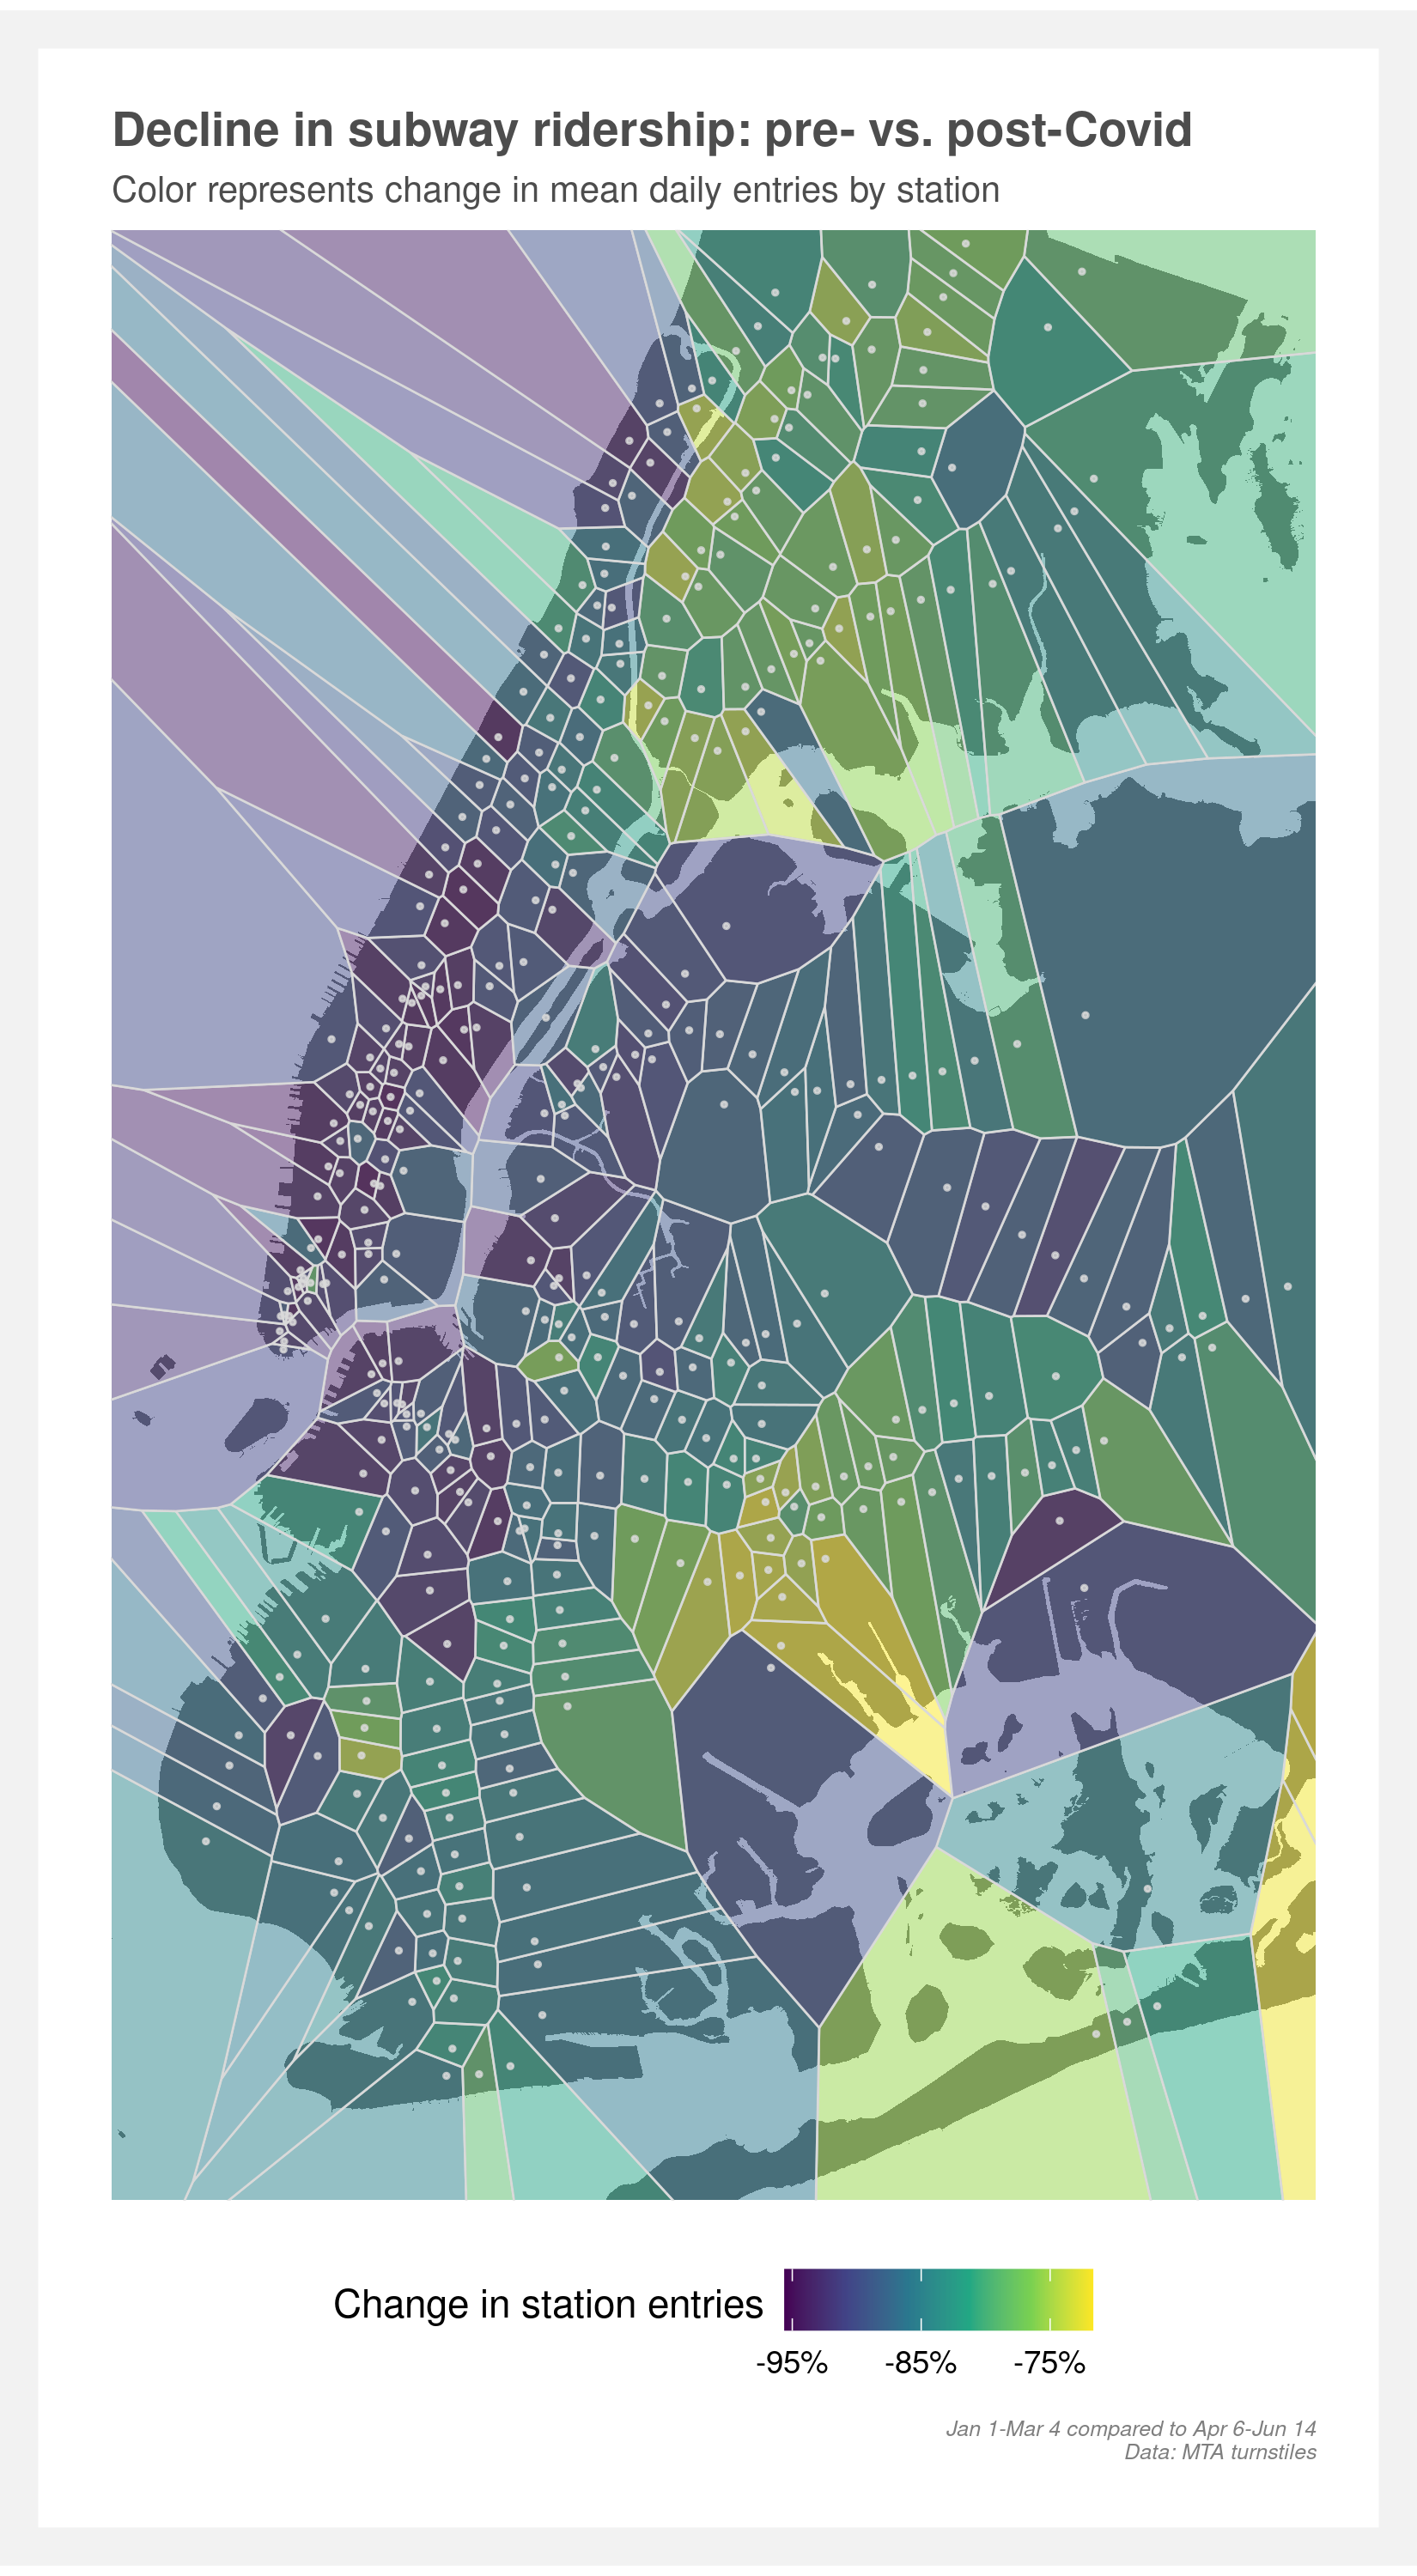 Decline in subway ridership: pre- vs. post-Covid
Color represents change in mean daily entries by station
Change in station entries
-95% -85% -75%
Jan 1-Mar 4 compared to Apr 6-Jun 14
Data: MTA turnstiles